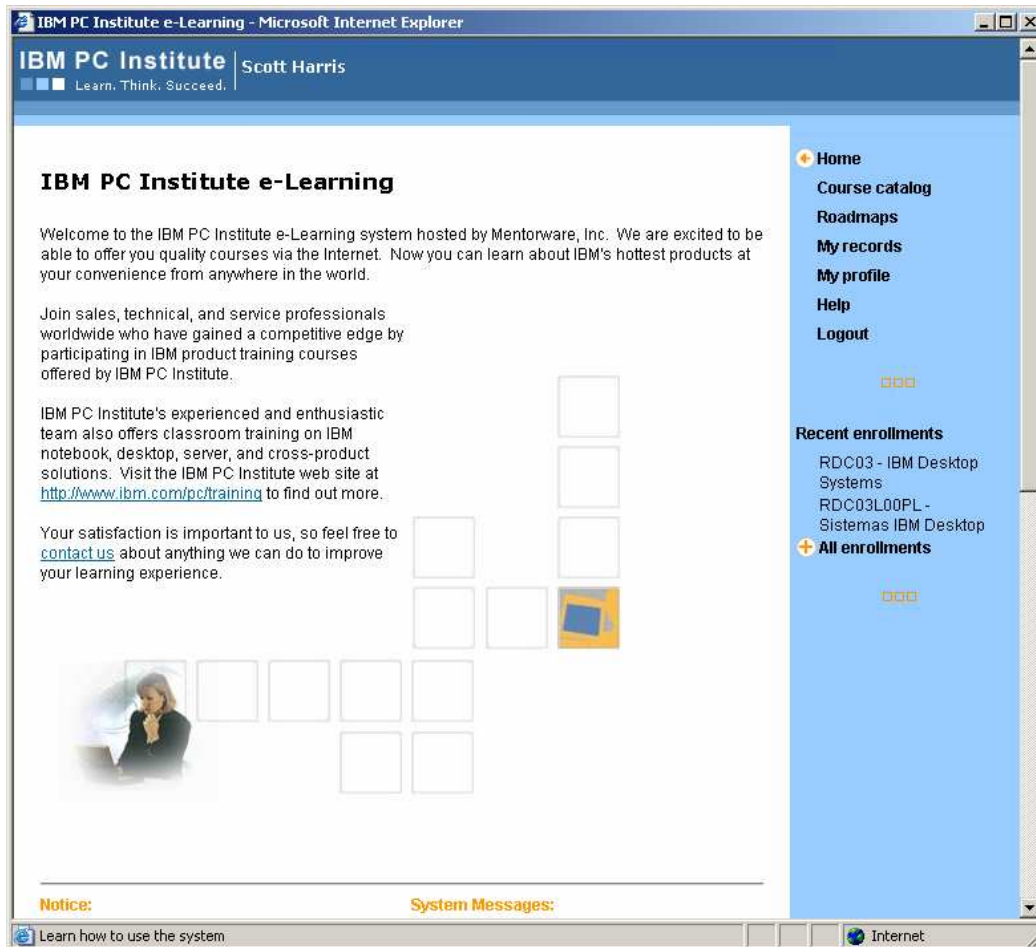 IBM PC Institute e-Learning - Microsoft Internet Explorer
IBM PC Institute
Scott Harris
Learn. Think. Succeed.
IBM PC Institute e-Learning
Welcome to the IBM PC Institute e-Learning system hosted by Mentorware, Inc. We are excited to be
able to offer you quality courses via the Internet. Now you can learn about IBM's hottest products at
your convenience from anywhere in the world.
Join sales, technical, and service professionals
worldwide who have gained a competitive edge by
participating in IBM product training courses
offered by IBM PC Institute.
IBM PC Institute's experienced and enthusiastic
team also offers classroom training on IBM
notebook, desktop, server, and cross-product
solutions. Visit the IBM PC Institute web site at
http://www.ibm.com/pc/training to find out more.
Your satisfaction is important to us, so feel free to
contact us about anything we can do to improve
your learning experience.
Notice:
System Messages:
Home
Course catalog
Roadmaps
My records
My profile
Help
Logout
Recent enrollments
RDC03 - IBM Desktop
Systems
RDC03L00PL -
Sistemas IBM Desktop
All enrollments
Learn how to use the system
Internet